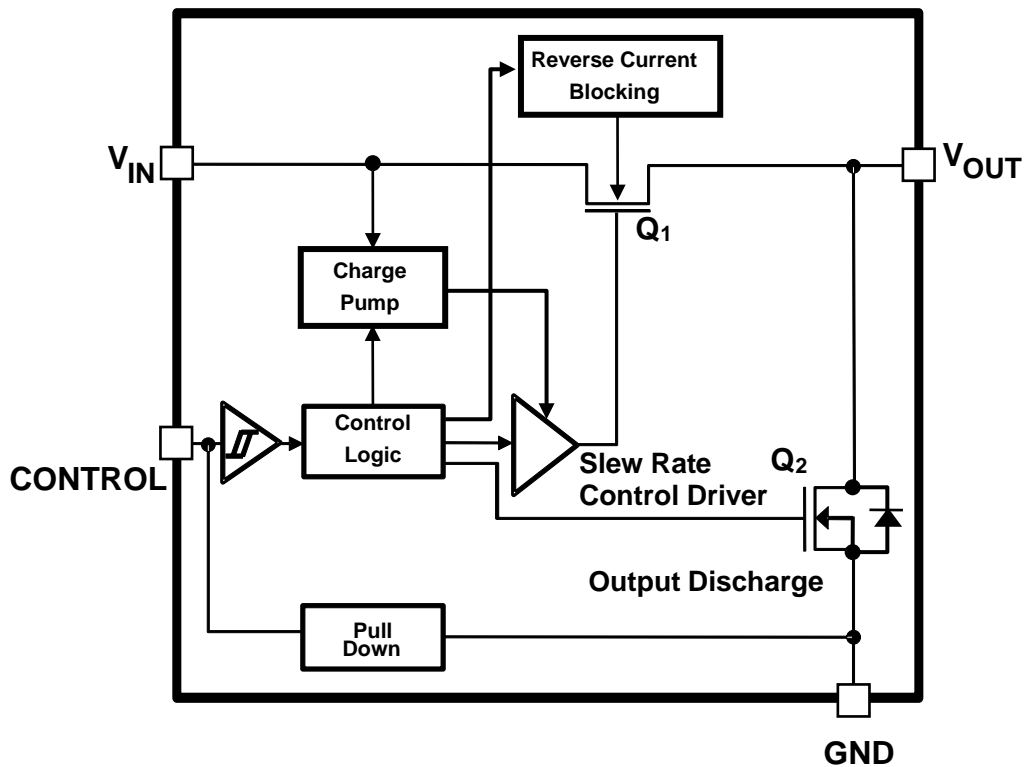 Reverse Current
Blocking
VIN
VOUT
Q1
Charge
Pump
Control
Logic
CONTROL
Slew Rate
Control Driver
Q2
Output Discharge
Pull
Down
GND